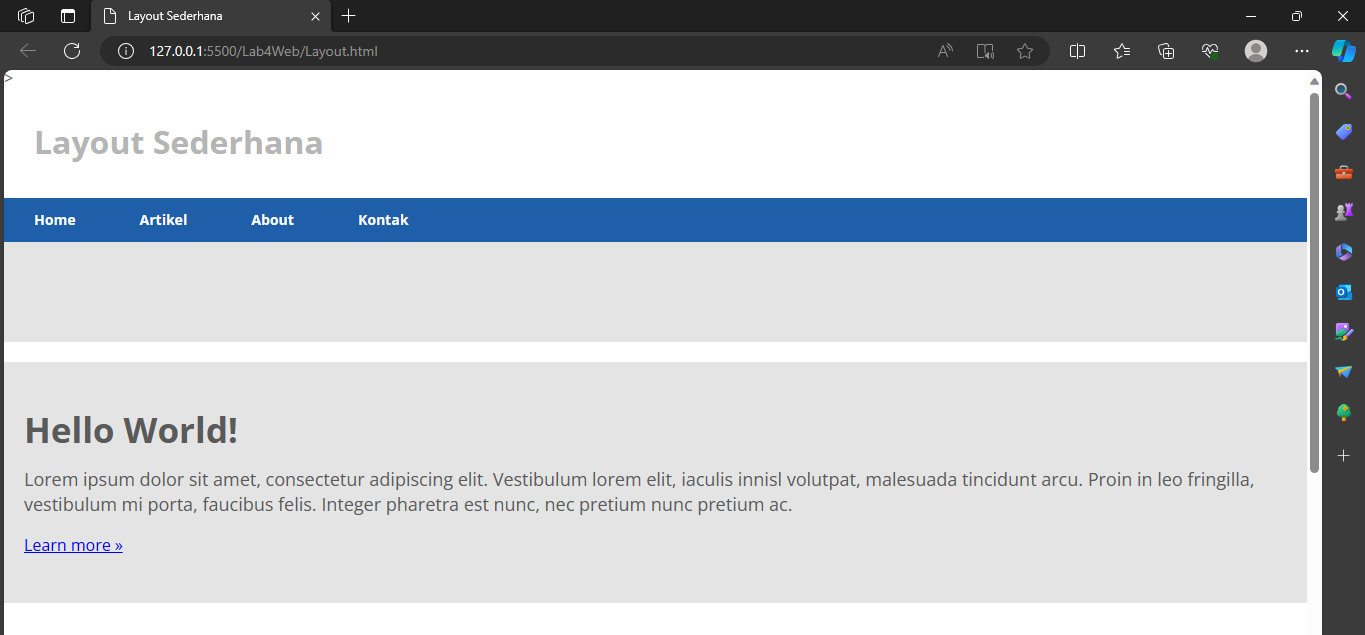 Layout Sederhana
127.0.0.1:5500/Lab4Web/Layout.html
>
Layout Sederhana
Home Artikel About Kontak
Hello World!
Lorem ipsum dolor sit amet, consectetur adipiscing elit. Vestibulum lorem elit, iaculis innisl volutpat, malesuada tincidunt arcu. Proin in leo fringilla,
vestibulum mi porta, faucibus felis. Integer pharetra est nunc, nec pretium nunc pretium ac.
Learn more »